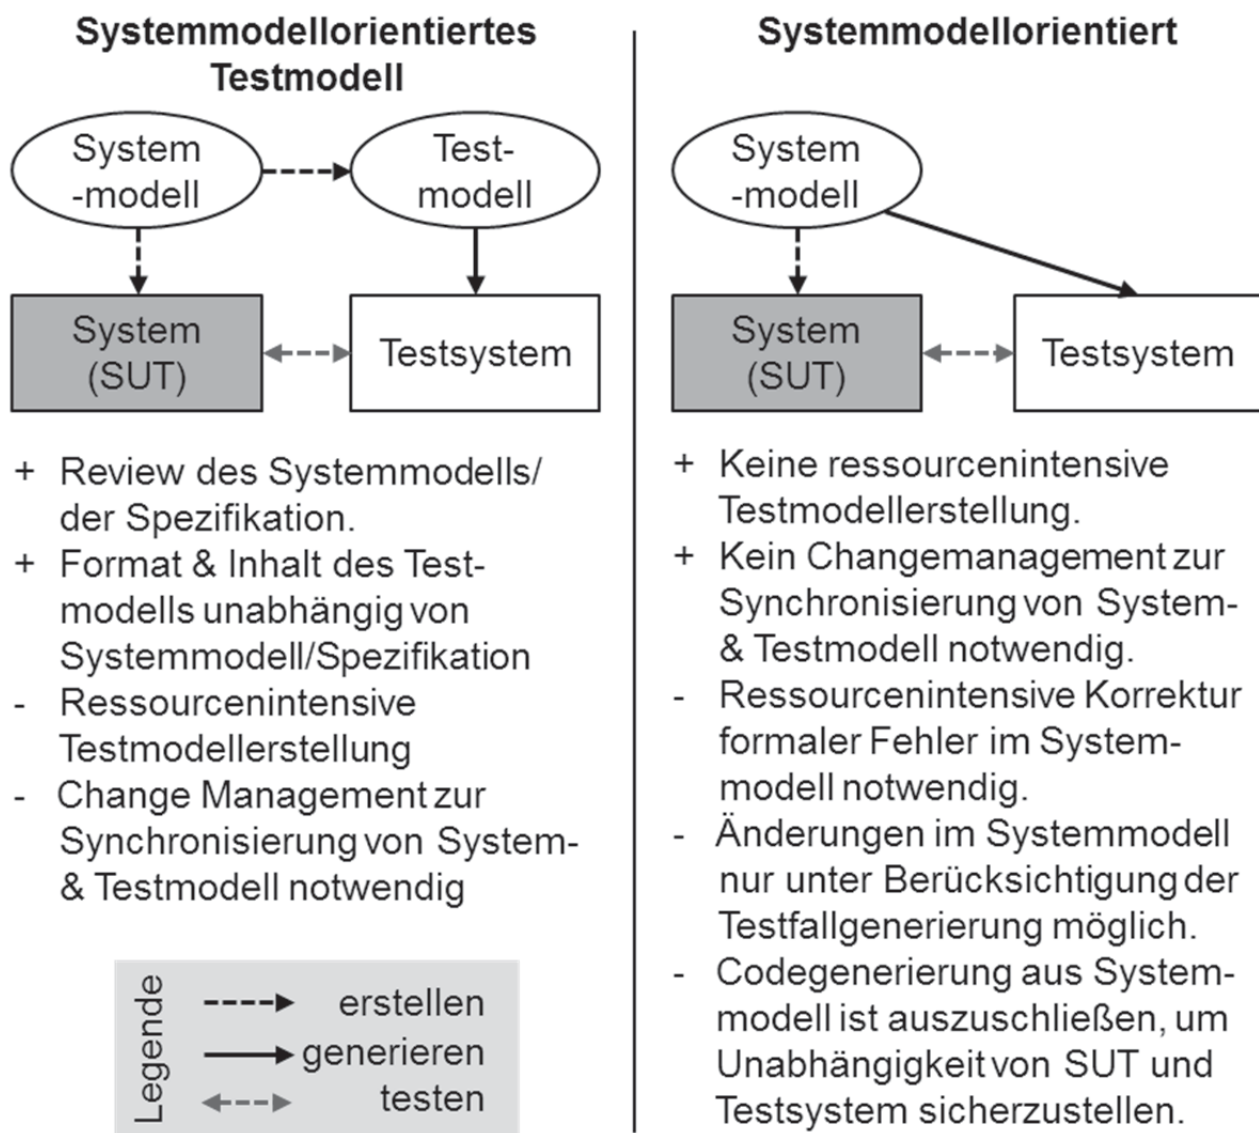 Systemmodellorientiertes
Testmodell
System
-modell
Test-
modell
System
(SUT)
Testsystem
+ Review des Systemmodells/
der Spezifikation.
+ Format & Inhalt des Test-
modells unabhängig von
Systemmodell/Spezifikation
- Ressourcenintensive
Testmodellerstellung
- Change Management zur
Synchronisierung von System-
& Testmodell notwendig
Legende
erstellen
generieren
testen
Systemmodellorientiert
System
-modell
System
(SUT)
Testsystem
+ Keine ressourcenintensive
Testmodellerstellung.
+ Kein Changemanagement zur
Synchronisierung von System-
& Testmodell notwendig.
- Ressourcenintensive Korrektur
formaler Fehler im System-
modell notwendig.
- Änderungen im Systemmodell
nur unter Berücksichtigung der
Testfallgenerierung möglich.
- Codegenerierung aus System-
modell ist auszuschließen, um
Unabhängigkeit von SUT und
Testsystem sicherzustellen.